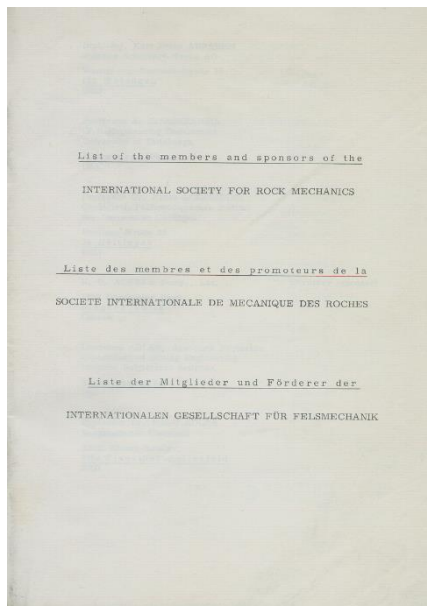 List of the members and sponsors of the
INTERNATIONAL SOCIETY FOR ROCK MECHANICS
Liste des membres et des promoteurs de la
SOCIETE INTERNATIONALE DE MECANIQUE DES ROCHES
Liste der Mitglieder und Förderer der
INTERNATIONALEN GESELLSCHAFT FÜR FELSMECHANIK